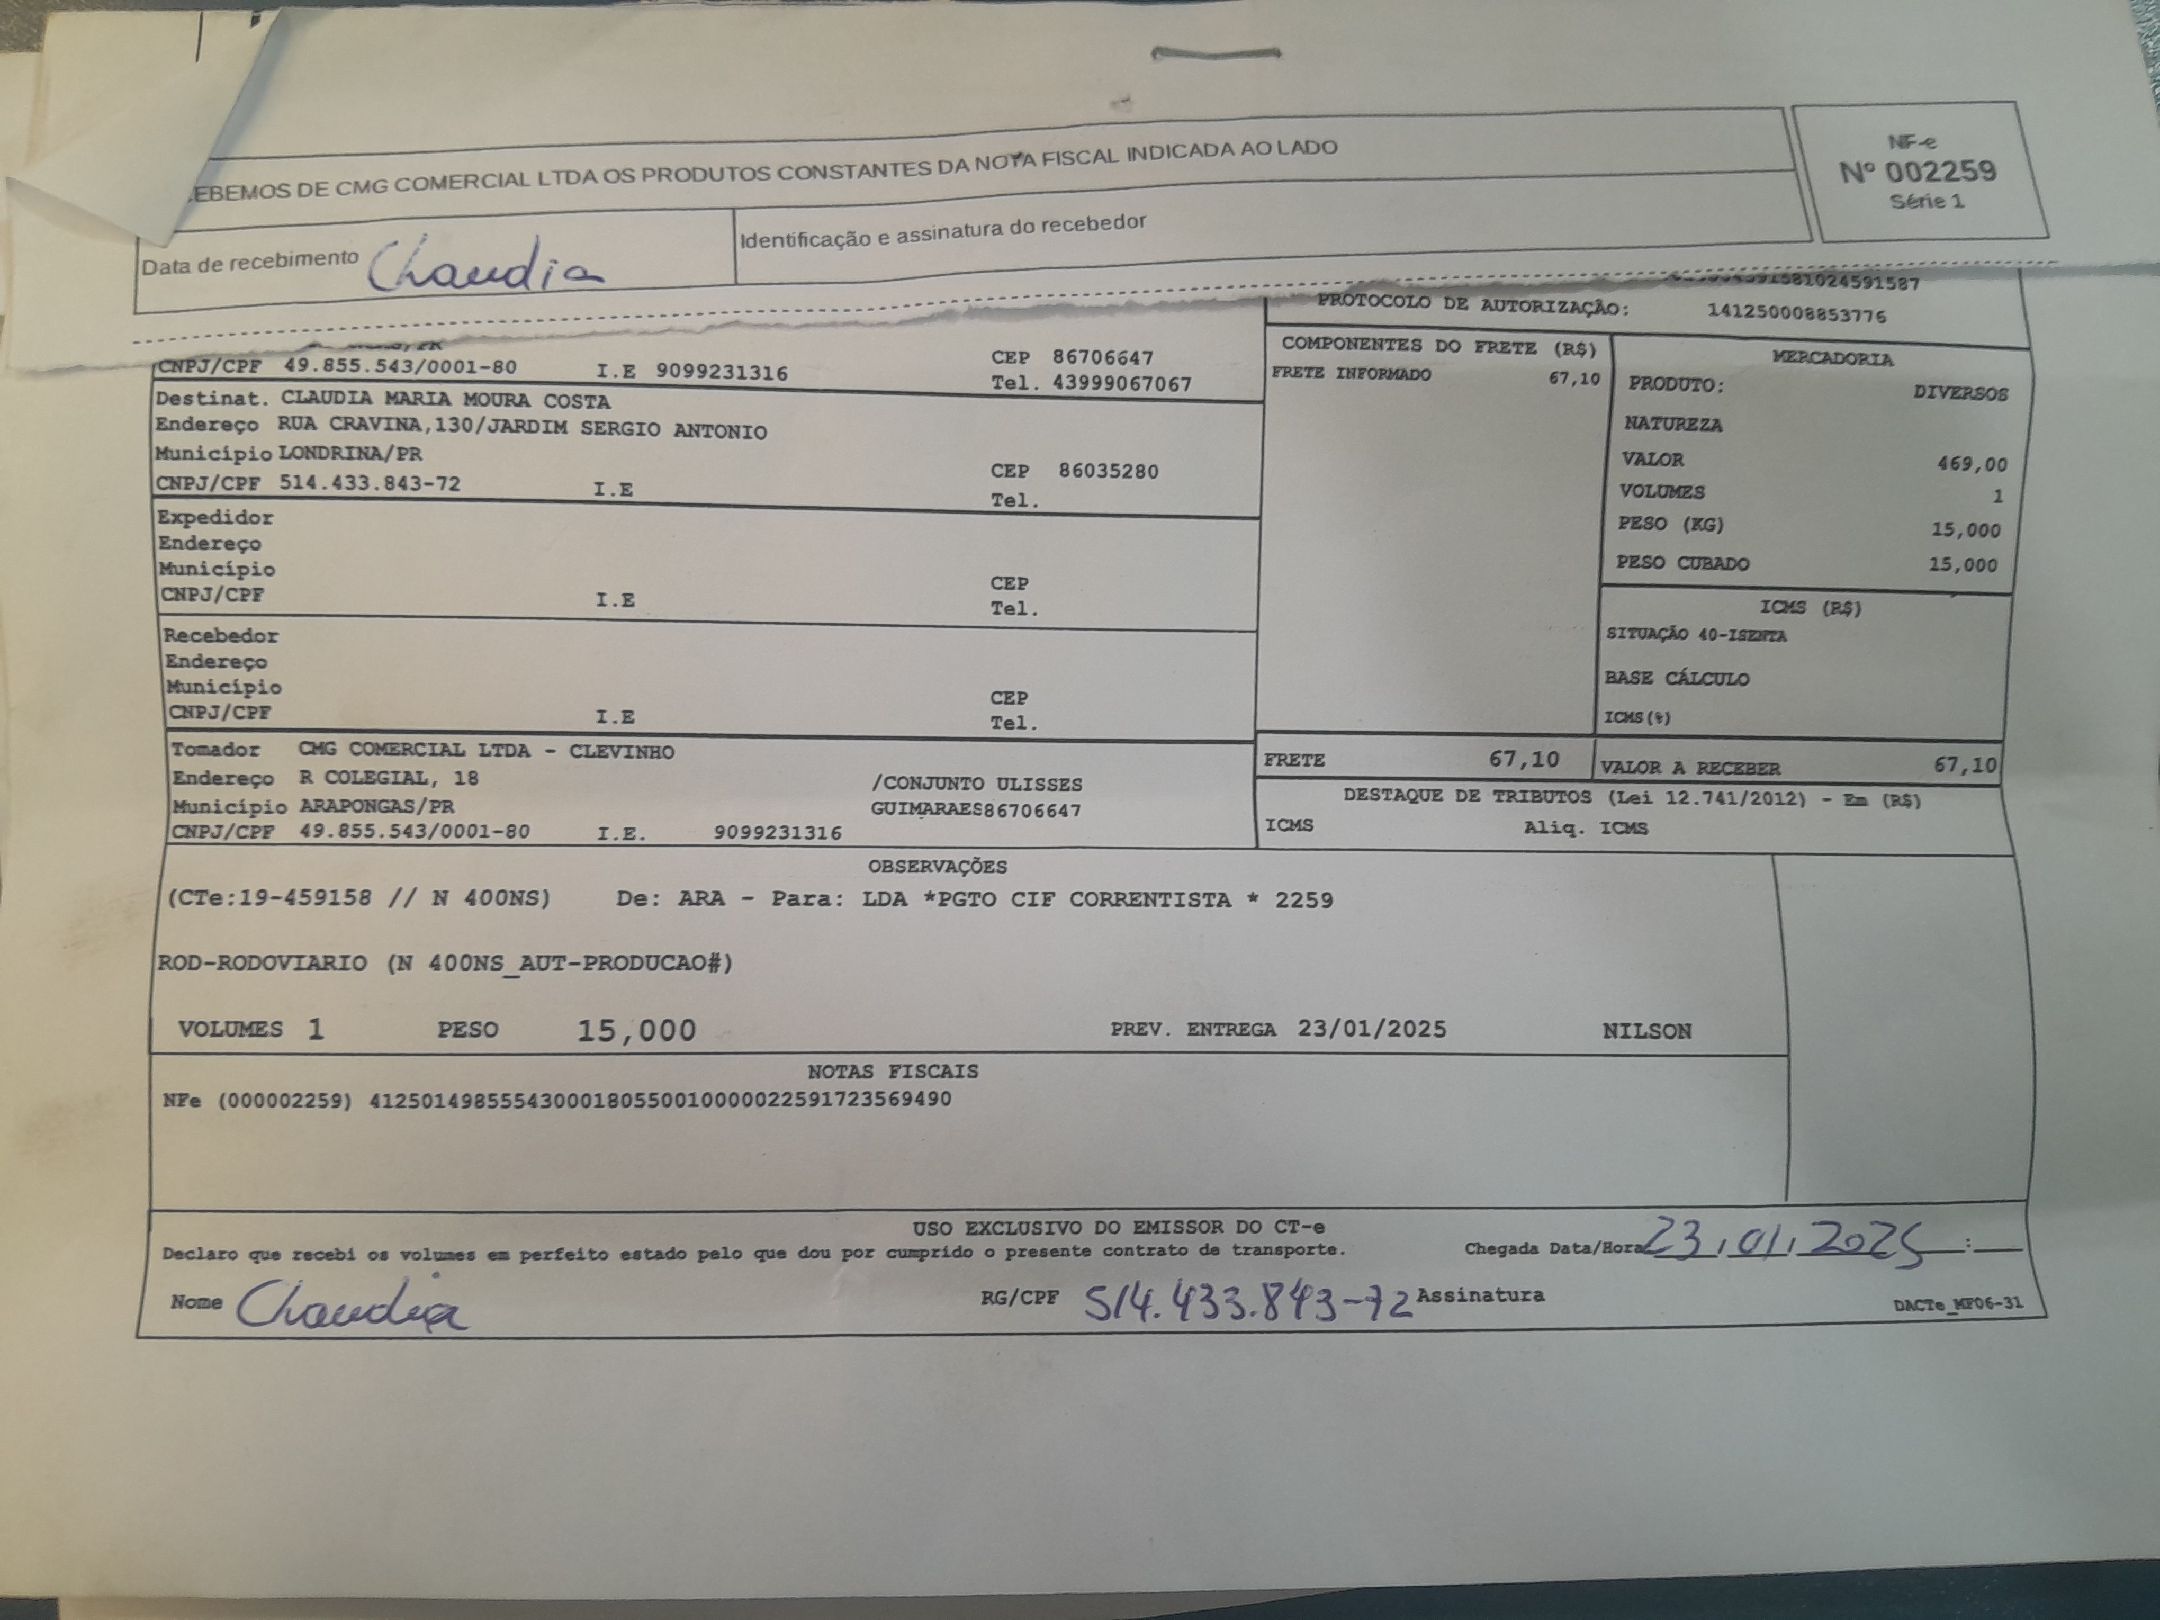 EBEMOS DE CMG COMERCIAL LTDA OS PRODUTOS CONSTANTES DA NOTA FISCAL INDICADA AO LADO
NF-e
Nº 002259
Série 1
Data de recebimento Claudia
Identificação e assinatura do recebedor
PROTOCOLO DE AUTORIZAÇÃO: 141250008853776
CNPJ/CPF 49.855.543/0001-80 I.E 9099231316 CEP 86706647
Tel. 43999067067
Destinat. CLAUDIA MARIA MOURA COSTA
Endereço RUA CRAVINA,130/JARDIM SERGIO ANTONIO
Município LONDRINA/PR CEP 86035280
CNPJ/CPF 514.433.843-72 I.E Tel.
Expedidor
Endereço
Município CEP
CNPJ/CPF I.E Tel.
Recebedor
Endereço
Município CEP
CNPJ/CPF I.E Tel.
Tomador CMG COMERCIAL LTDA - CLEVINHO
Endereço R COLEGIAL, 18 /CONJUNTO ULISSES
Município ARAPONGAS/PR GUIMARAES86706647
CNPJ/CPF 49.855.543/0001-80 I.E. 9099231316
COMPONENTES DO FRETE (R$)
FRETE INFORMADO 67,10
MERCADORIA
PRODUTO: DIVERSOS
NATUREZA
VALOR 469,00
VOLUMES 1
PESO (KG) 15,000
PESO CUBADO 15,000
ICMS (R$)
SITUAÇÃO 40-ISENTA
BASE CÁLCULO
ICMS(%)
FRETE 67,10 VALOR A RECEBER 67,10
DESTAQUE DE TRIBUTOS (Lei 12.741/2012) - Em (R$)
ICMS Aliq. ICMS
OBSERVAÇÕES
(CTe:19-459158 // N 400NS) De: ARA - Para: LDA *PGTO CIF CORRENTISTA * 2259
ROD-RODOVIARIO (N 400NS_AUT-PRODUCAO#)
VOLUMES 1 PESO 15,000 PREV. ENTREGA 23/01/2025 NILSON
NOTAS FISCAIS
NFe (000002259) 41250149855543000180550010000022591723569490
USO EXCLUSIVO DO EMISSOR DO CT-e
Declaro que recebi os volumes em perfeito estado pelo que dou por cumprido o presente contrato de transporte. Chegada Data/Hora 23/01/2025 __:__
Nome Claudia RG/CPF 514.433.843-72 Assinatura DACTe_MF06-31